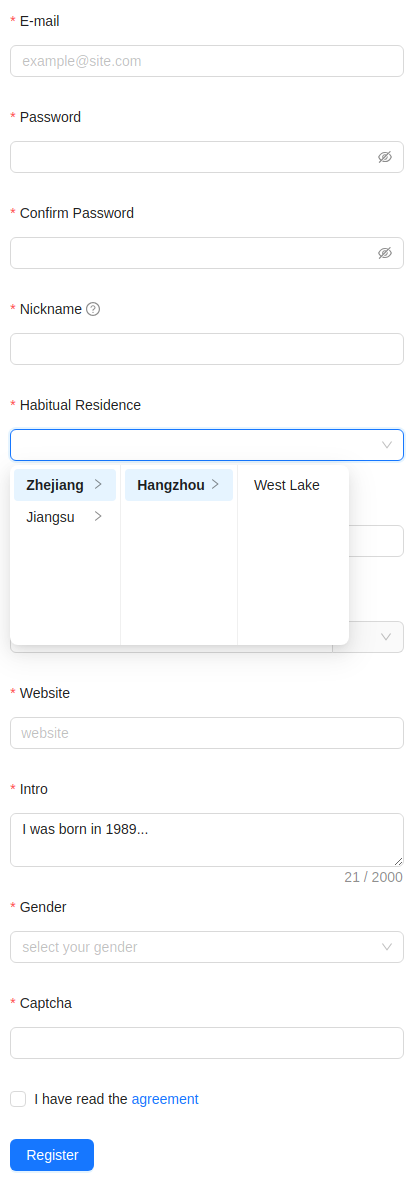 * E-mail
example@site.com
* Password
* Confirm Password
* Nickname
* Habitual Residence
Zhejiang Hangzhou West Lake
Jiangsu
* Website
website
* Intro
I was born in 1989...
21 / 2000
* Gender
select your gender
* Captcha
I have read the agreement
Register